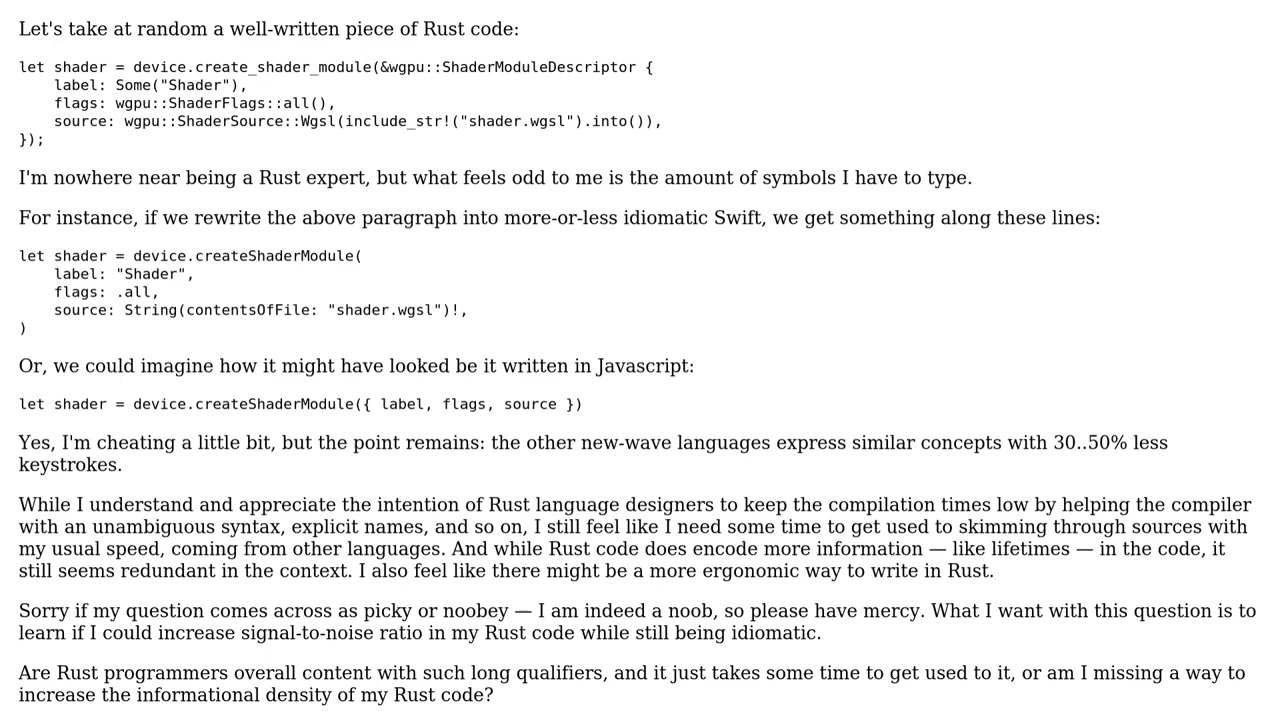 Let's take at random a well-written piece of Rust code:
let shader = device.create_shader_module(&wgpu::ShaderModuleDescriptor {
    label: Some("Shader"),
    flags: wgpu::ShaderFlags::all(),
    source: wgpu::ShaderSource::Wgsl(include_str!("shader.wgsl").into()),
});
I'm nowhere near being a Rust expert, but what feels odd to me is the amount of symbols I have to type.
For instance, if we rewrite the above paragraph into more-or-less idiomatic Swift, we get something along these lines:
let shader = device.createShaderModule(
    label: "Shader",
    flags: .all,
    source: String(contentsOfFile: "shader.wgsl")!,
)
Or, we could imagine how it might have looked be it written in Javascript:
let shader = device.createShaderModule({ label, flags, source })
Yes, I'm cheating a little bit, but the point remains: the other new-wave languages express similar concepts with 30..50% less
keystrokes.
While I understand and appreciate the intention of Rust language designers to keep the compilation times low by helping the compiler
with an unambiguous syntax, explicit names, and so on, I still feel like I need some time to get used to skimming through sources with
my usual speed, coming from other languages. And while Rust code does encode more information — like lifetimes — in the code, it
still seems redundant in the context. I also feel like there might be a more ergonomic way to write in Rust.
Sorry if my question comes across as picky or noobey — I am indeed a noob, so please have mercy. What I want with this question is to
learn if I could increase signal-to-noise ratio in my Rust code while still being idiomatic.
Are Rust programmers overall content with such long qualifiers, and it just takes some time to get used to it, or am I missing a way to
increase the informational density of my Rust code?